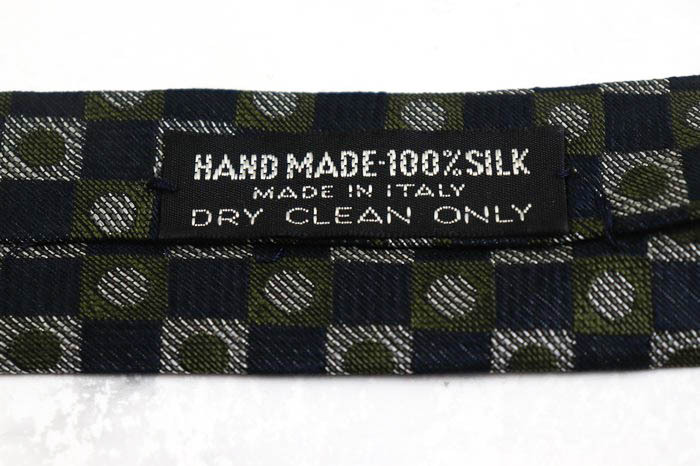 HAND MADE-100% SILK
MADE IN ITALY
DRY CLEAN ONLY